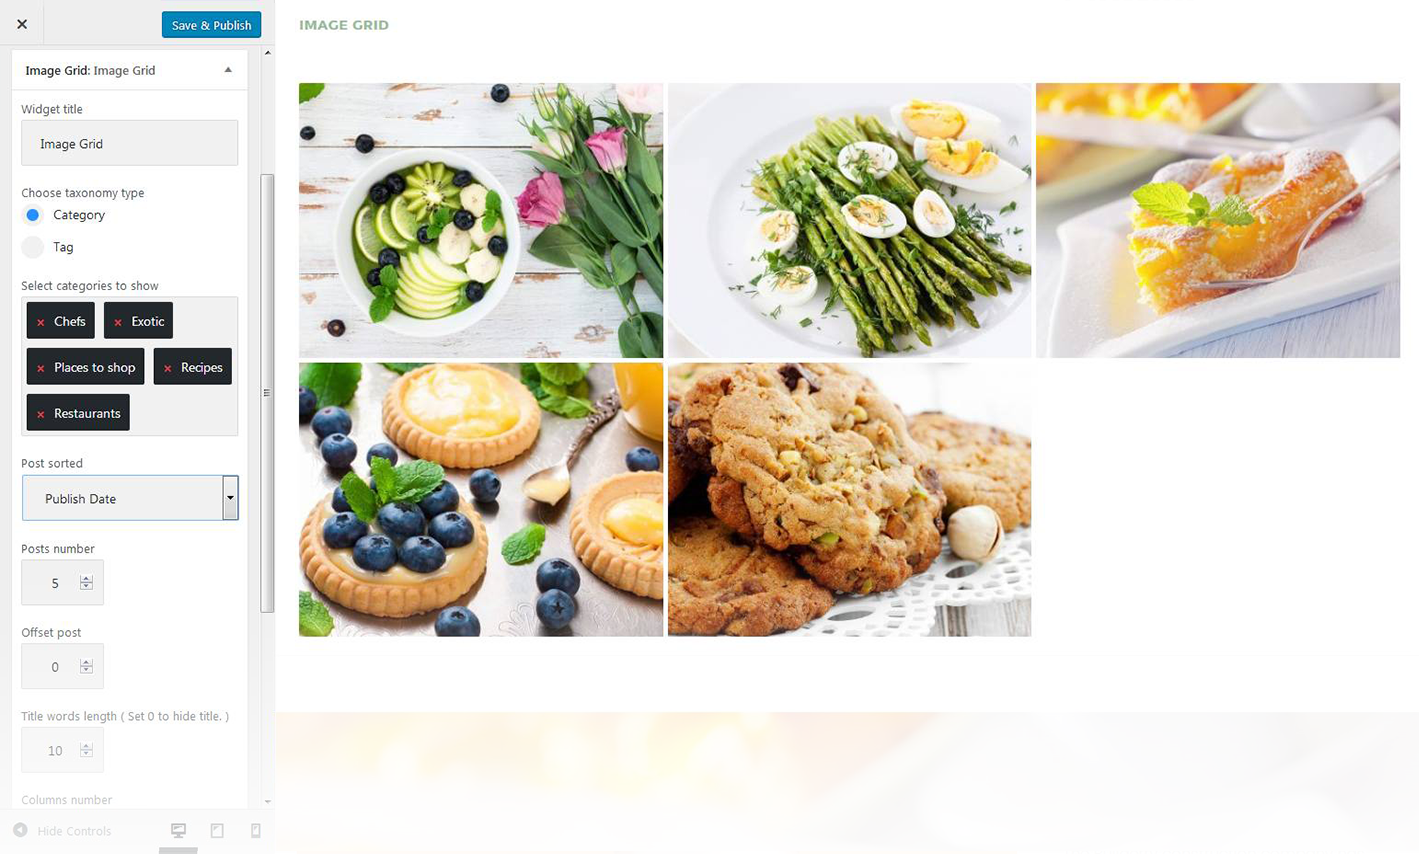 Save & Publish
IMAGE GRID
Image Grid: Image Grid
Widget title
Image Grid
Choose taxonomy type
Category
Tag
Select categories to show
× Chefs × Exotic
× Places to shop × Recipes
× Restaurants
Post sorted
Publish Date
Posts number
5
Offset post
0
Title words length ( Set 0 to hide title. )
10
Columns number
Hide Controls